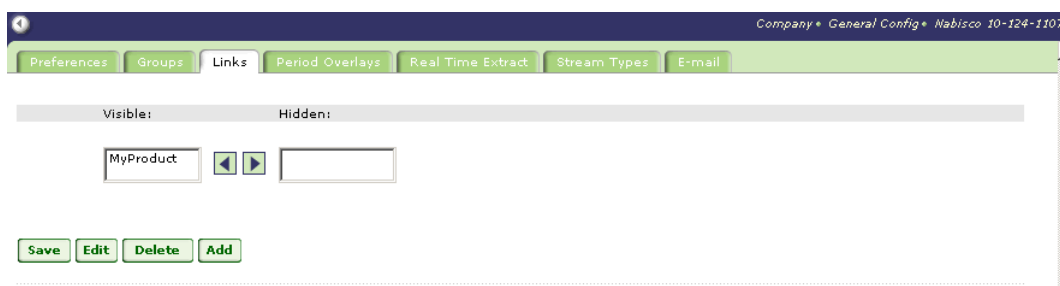 Company • General Config • Nabisco 10-124-1107
Preferences Groups Links Period Overlays Real Time Extract Stream Types E-mail
Visible: Hidden:
MyProduct
Save Edit Delete Add